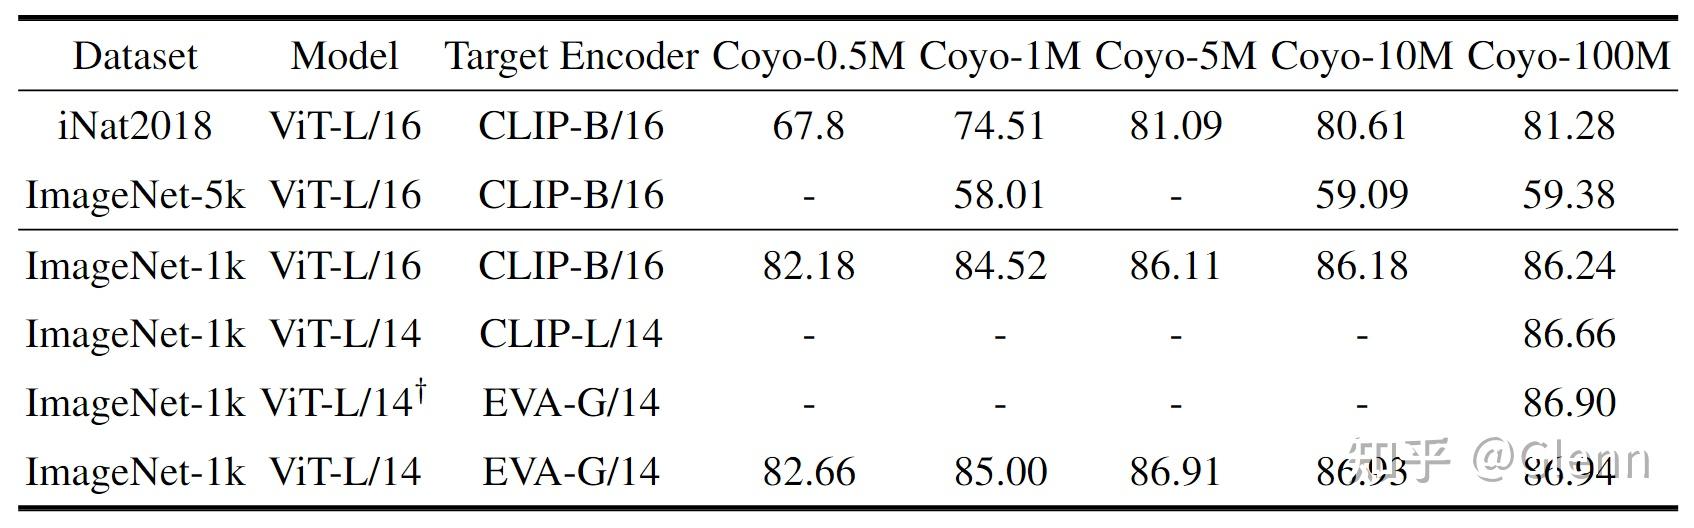 Dataset Model Target Encoder Coyo-0.5M Coyo-1M Coyo-5M Coyo-10M Coyo-100M
iNat2018 ViT-L/16 CLIP-B/16 67.8 74.51 81.09 80.61 81.28
ImageNet-5k ViT-L/16 CLIP-B/16 - 58.01 - 59.09 59.38
ImageNet-1k ViT-L/16 CLIP-B/16 82.18 84.52 86.11 86.18 86.24
ImageNet-1k ViT-L/14 CLIP-L/14 - - - - 86.66
ImageNet-1k ViT-L/14† EVA-G/14 - - - - 86.90
ImageNet-1k ViT-L/14 EVA-G/14 82.66 85.00 86.91 86.93 86.94
知乎 @Glenn